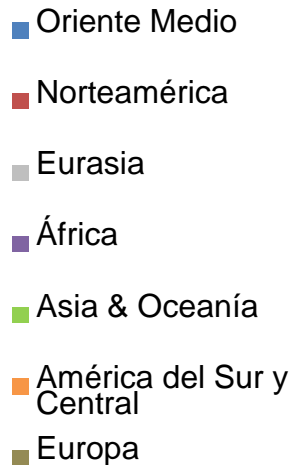 Oriente Medio
Norteamérica
Eurasia
África
Asia & Oceanía
América del Sur y
Central
Europa